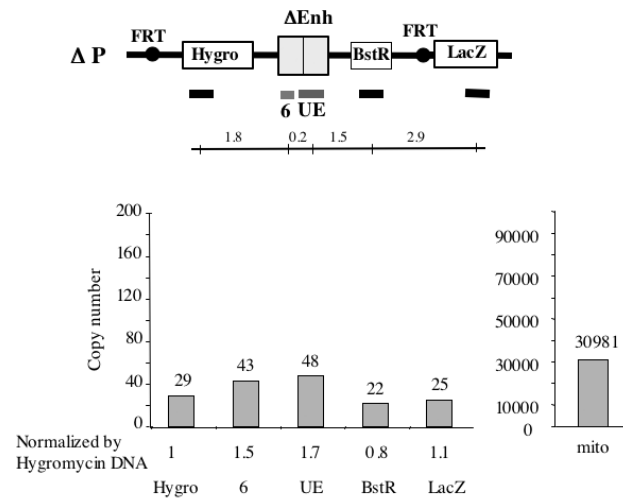 ΔEnh
FRT
FRT
Δ P
Hygro
BstR
LacZ
6 UE
1.8 0.2 1.5 2.9
200
160
120
80
40
0
Copy number
29 43 48 22 25
90000
70000
50000
30000
10000
0
30981
mito
Normalized by
Hygromycin DNA 1 1.5 1.7 0.8 1.1
Hygro 6 UE BstR LacZ